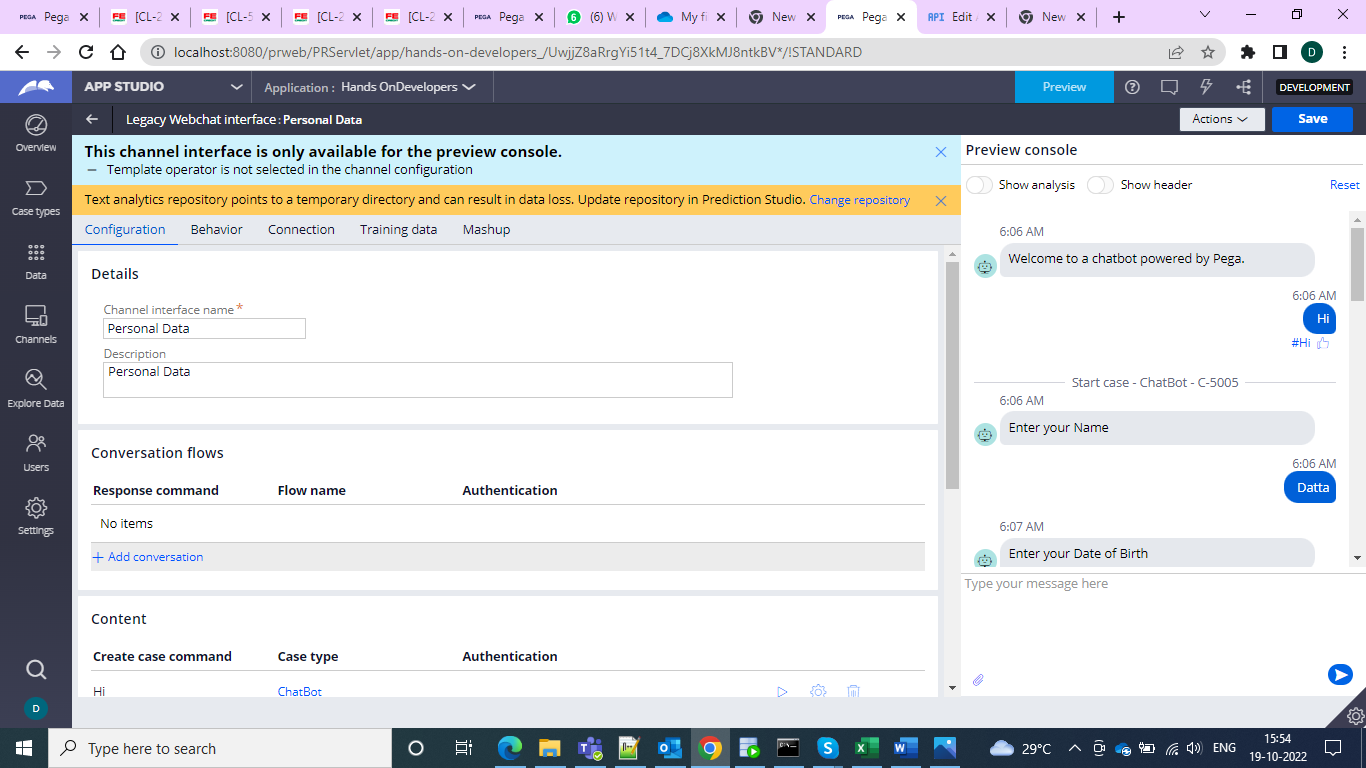 PEGA Pega
FE [CL-2
FE [CL-5
FE [CL-2
FE [CL-2
PEGA Pega
6 (6) W
My fi
New
PEGA Pega
API Edit
New
localhost:8080/prweb/PRServlet/app/hands-on-developers_/UwjjZ8aRrgYi51t4_7DCj8XkMJ8ntkBV*/!STANDARD
D
APP STUDIO
Application : Hands OnDevelopers
Preview
DEVELOPMENT
Legacy Webchat interface: Personal Data
Actions
Save
Overview
Case types
Data
Channels
Explore Data
Users
Settings
D
This channel interface is only available for the preview console.
– Template operator is not selected in the channel configuration
Text analytics repository points to a temporary directory and can result in data loss. Update repository in Prediction Studio. Change repository
Configuration Behavior Connection Training data Mashup
Details
Channel interface name*
Personal Data
Description
Personal Data
Conversation flows
Response command Flow name Authentication
No items
+ Add conversation
Content
Create case command Case type Authentication
Hi ChatBot
Preview console
Show analysis Show header Reset
6:06 AM
Welcome to a chatbot powered by Pega.
6:06 AM
Hi
#Hi
Start case - ChatBot - C-5005
6:06 AM
Enter your Name
6:06 AM
Datta
6:07 AM
Enter your Date of Birth
Type your message here
Type here to search
29°C
ENG
15:54
19-10-2022